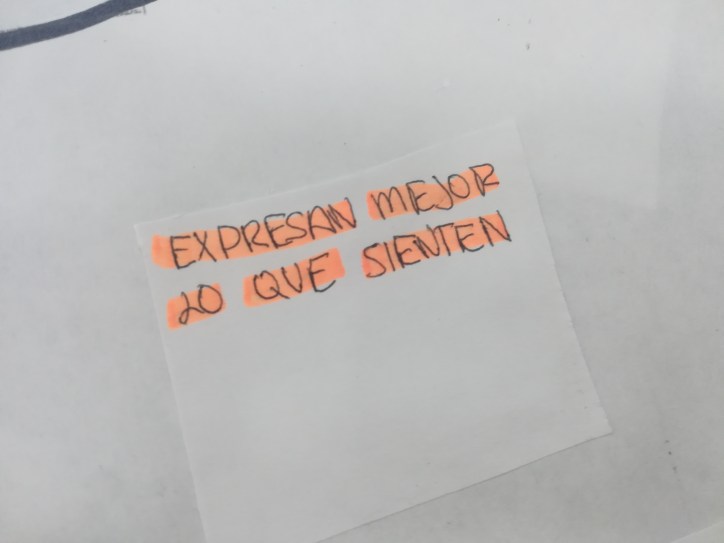 EXPRESAN MEJOR
LO QUE SIENTEN